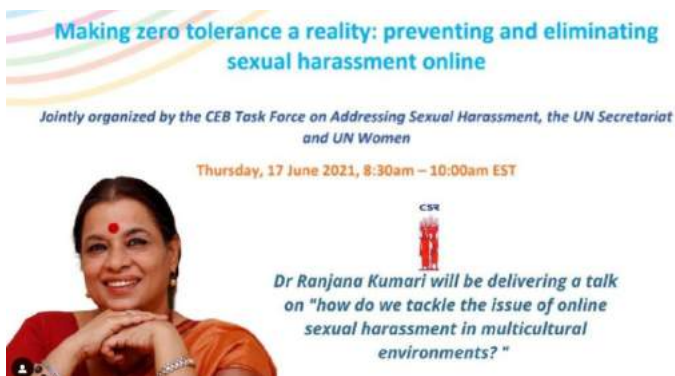 Making zero tolerance a reality: preventing and eliminating
sexual harassment online
Jointly organized by the CEB Task Force on Addressing Sexual Harassment, the UN Secretariat
and UN Women
Thursday, 17 June 2021, 8:30am – 10:00am EST
CSR
Dr Ranjana Kumari will be delivering a talk
on "how do we tackle the issue of online
sexual harassment in multicultural
environments? "